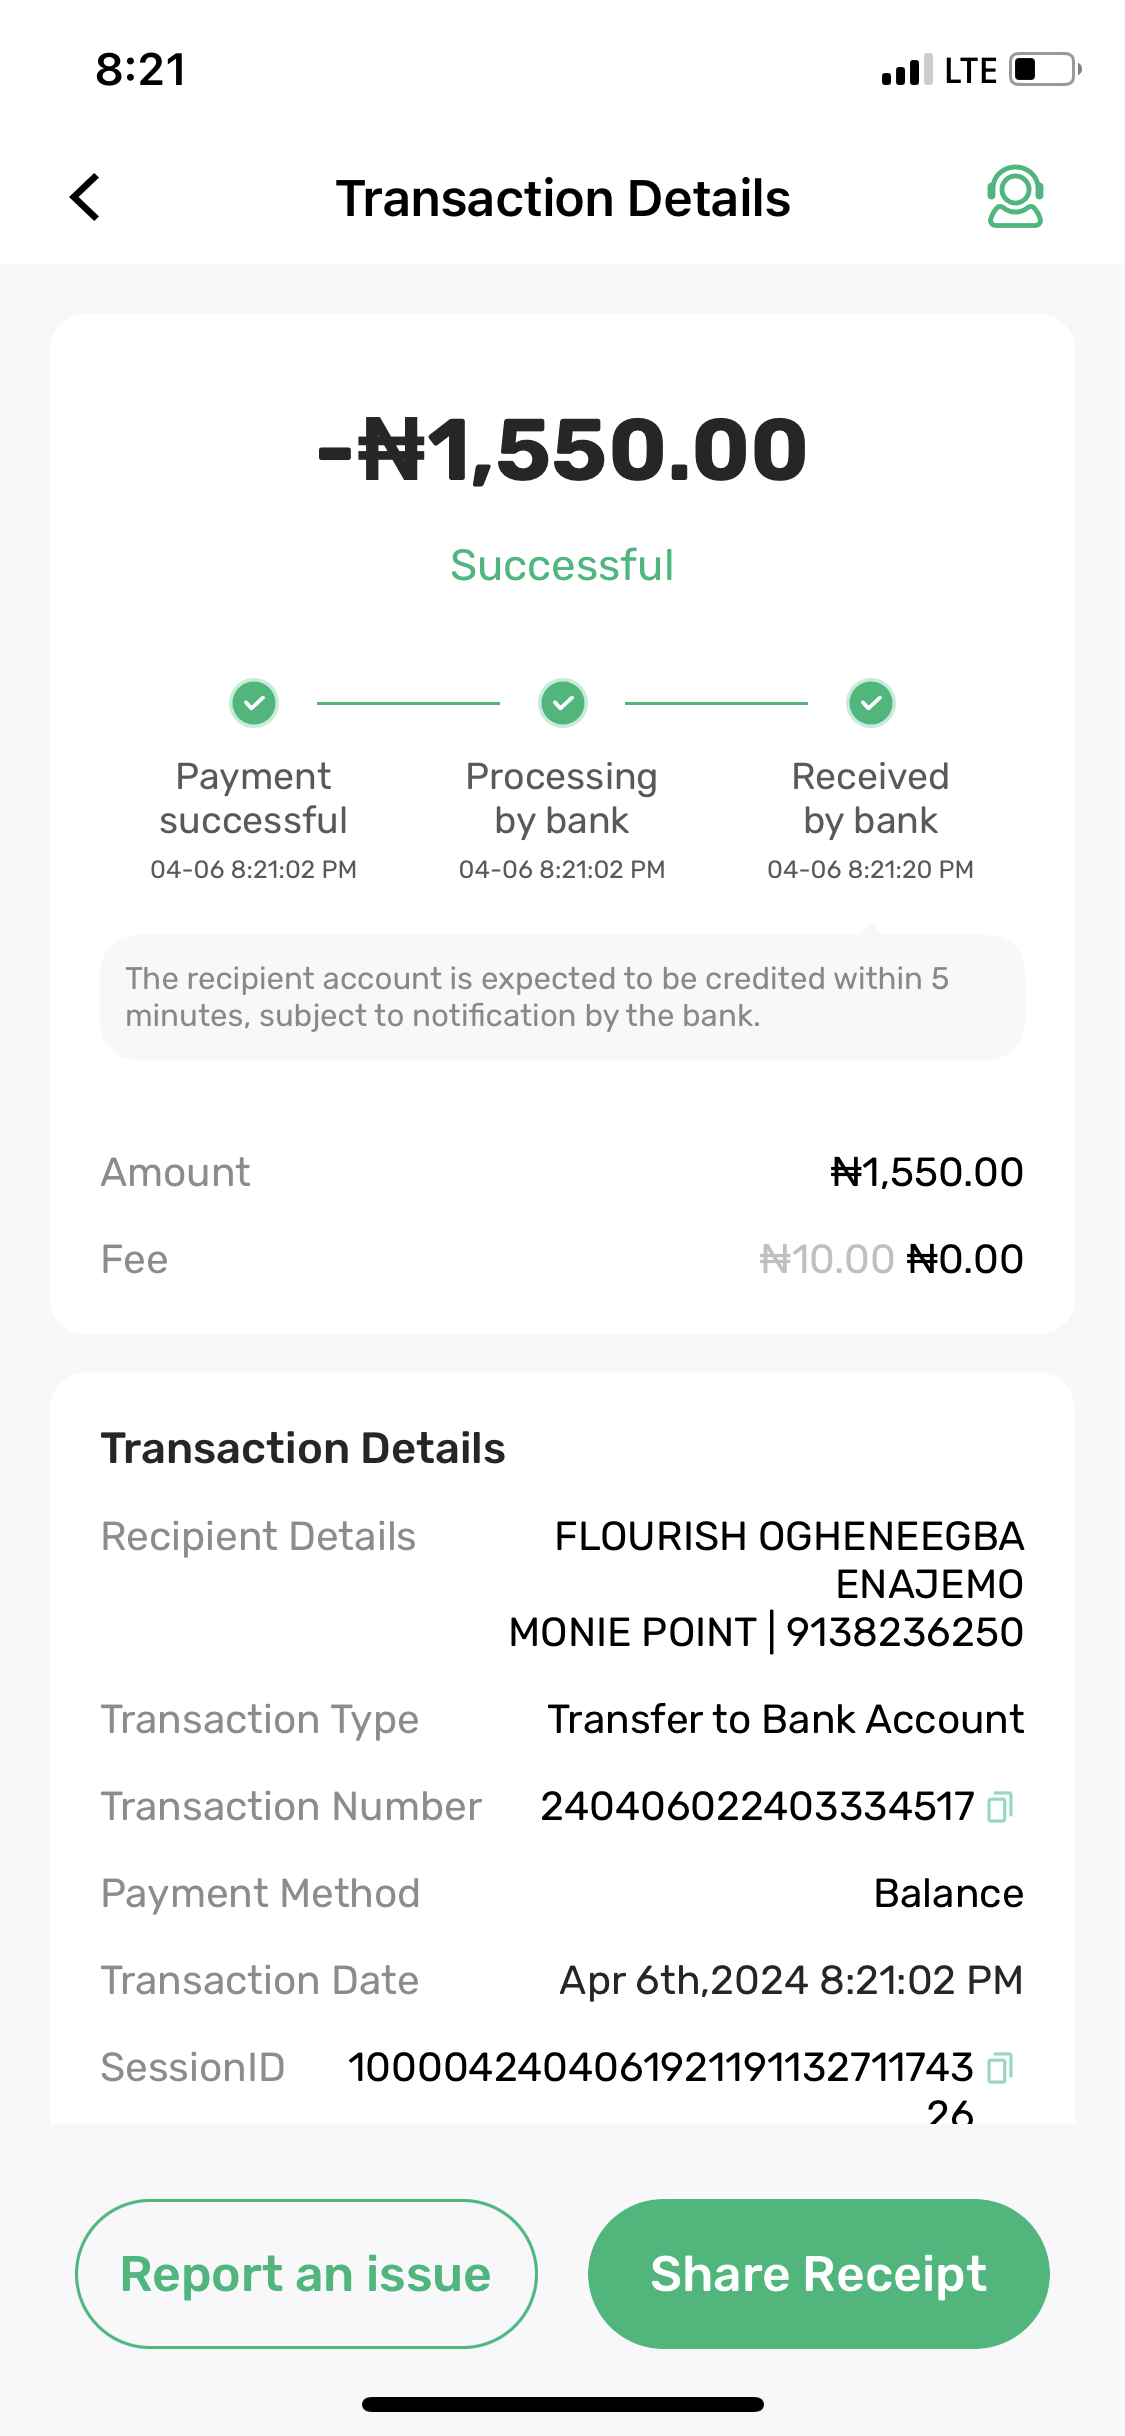 8:21
LTE
Transaction Details
-₦1,550.00
Successful
Payment
successful
04-06 8:21:02 PM
Processing
by bank
04-06 8:21:02 PM
Received
by bank
04-06 8:21:20 PM
The recipient account is expected to be credited within 5
minutes, subject to notification by the bank.
Amount ₦1,550.00
Fee ₦10.00 ₦0.00
Transaction Details
Recipient Details FLOURISH OGHENEEGBA
ENAJEMO
MONIE POINT | 9138236250
Transaction Type Transfer to Bank Account
Transaction Number 240406022403334517
Payment Method Balance
Transaction Date Apr 6th,2024 8:21:02 PM
SessionID 1000042404061921191132711743
26
Report an issue
Share Receipt